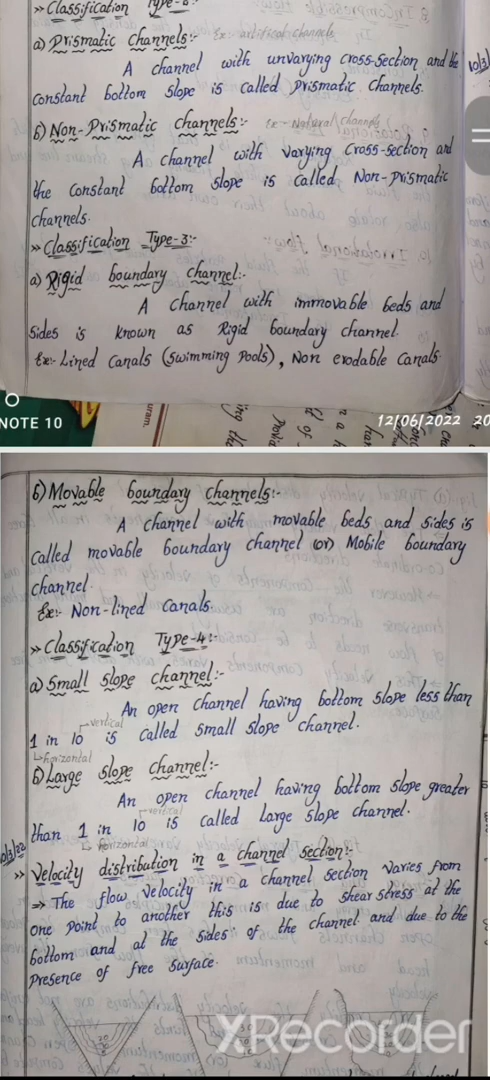 >> Classification Type-2:-
a) Prismatic Channels:- Ex:- artifical channels
A channel with unvarying cross-section and the
constant bottom slope is called prismatic channels.
b) Non-Prismatic channels:- Ex:- Natural channels
A channel with varying cross-section and
the constant bottom slope is called Non-prismatic
channels.
>> Classification Type-3:-
a) Rigid boundary channel:-
A channel with immovable beds and
sides is known as Rigid boundary channel.
Ex:- Lined Canals (swimming pools), Non erodable canals.
NOTE 10
12/06/2022 20
b) Movable boundary channels:-
A channel with movable beds and sides is
called movable boundary channel (or) Mobile boundary
channel.
Ex:- Non-lined canals.
>> Classification Type-4:-
a) Small slope channel:-
An open channel having bottom slope less than
1 in 10 is called small slope channel.
vertical
horizontal
b) Large slope channel:-
An open channel having bottom slope greater
than 1 in 10 is called Large slope channel.
vertical
horizontal
>> Velocity distribution in a channel section:-
=> The flow velocity in a channel section varies from
one point to another this is due to shear stress at the
bottom and at the sides of the channel and due to the
presence of free surface.
XRecorder